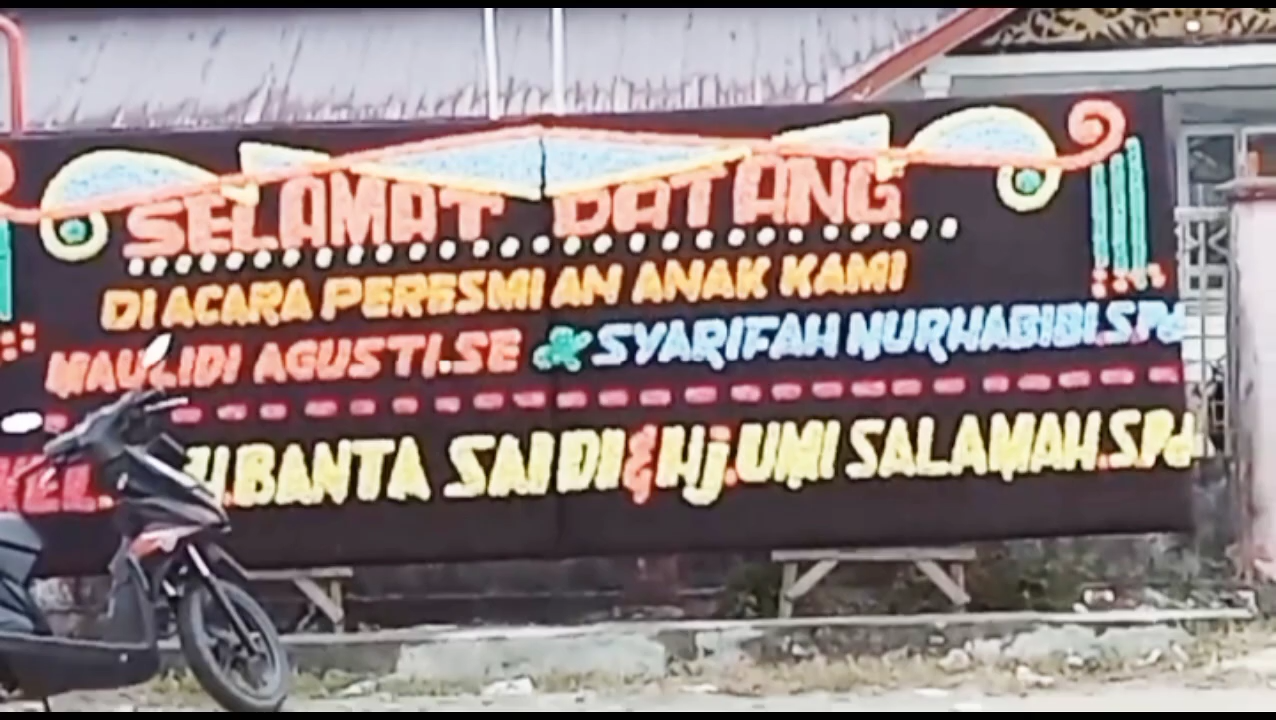 SELAMAT DATANG
DI ACARA PERESMIAN ANAK KAMI
MAULIDI AGUSTI.SE & SYARIFAH NURHABIBI.SPd
KEL. H.BANTA SAIDI & Hj.UMI SALAMAH.SPd